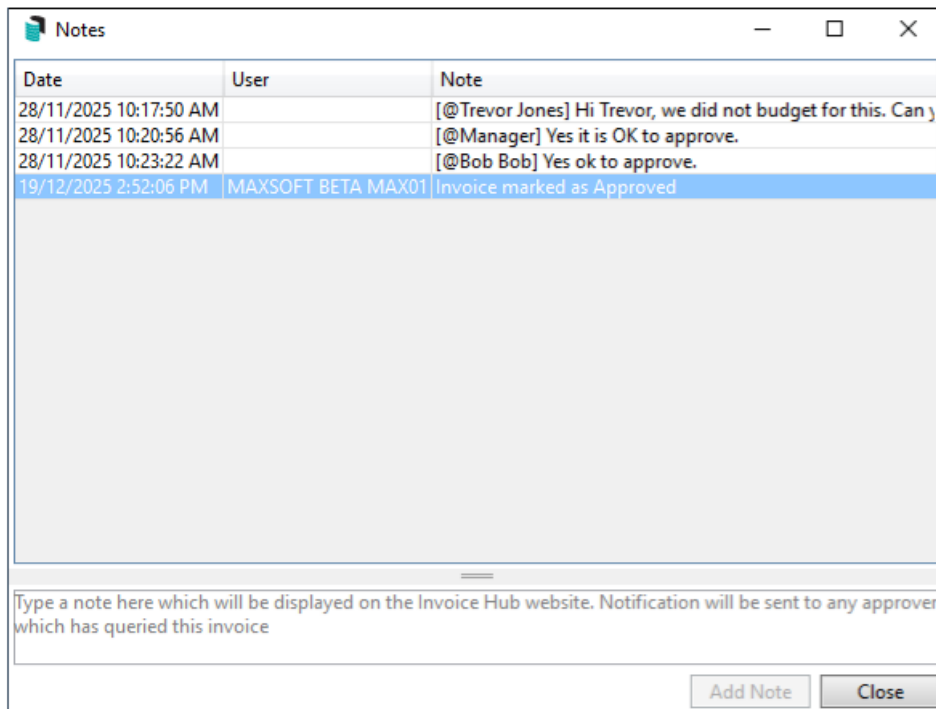 Notes
Date User Note
28/11/2025 10:17:50 AM [@Trevor Jones] Hi Trevor, we did not budget for this. Can
28/11/2025 10:20:56 AM [@Manager] Yes it is OK to approve.
28/11/2025 10:23:22 AM [@Bob Bob] Yes ok to approve.
19/12/2025 2:52:06 PM MAXSOFT BETA MAX01 Invoice marked as Approved
Type a note here which will be displayed on the Invoice Hub website. Notification will be sent to any approver
which has queried this invoice
Add Note Close